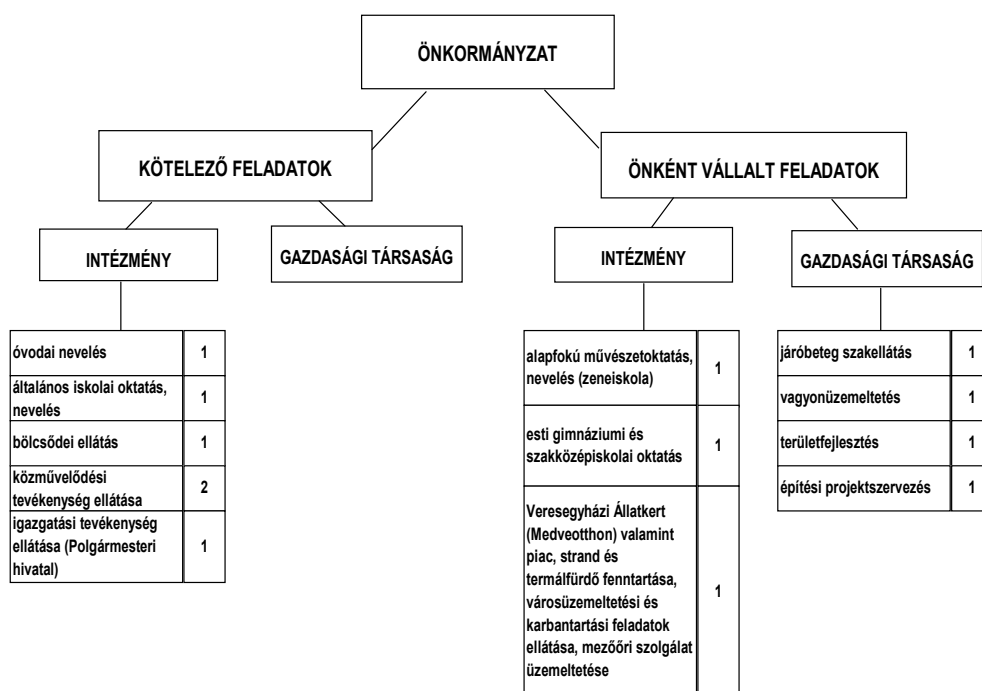 ÖNKORMÁNYZAT
KÖTELEZŐ FELADATOK
ÖNKÉNT VÁLLALT FELADATOK
INTÉZMÉNY
GAZDASÁGI TÁRSASÁG
INTÉZMÉNY
GAZDASÁGI TÁRSASÁG
óvodai nevelés 1
általános iskolai oktatás,
nevelés 1
bölcsődei ellátás 1
közművelődési
tevékenység ellátása 2
igazgatási tevékenység
ellátása (Polgármesteri 1
hivatal)
alapfokú művészetoktatás,
nevelés (zeneiskola) 1
esti gimnáziumi és
szakközépiskolai oktatás 1
Veresegyházi Állatkert
(Medveotthon) valamint
piac, strand és
termálfürdő fenntartása,
városüzemeltetési és 1
karbantartási feladatok
ellátása, mezőőri szolgálat
üzemeltetése
járóbeteg szakellátás 1
vagyonüzemeltetés 1
területfejlesztés 1
építési projektszervezés 1